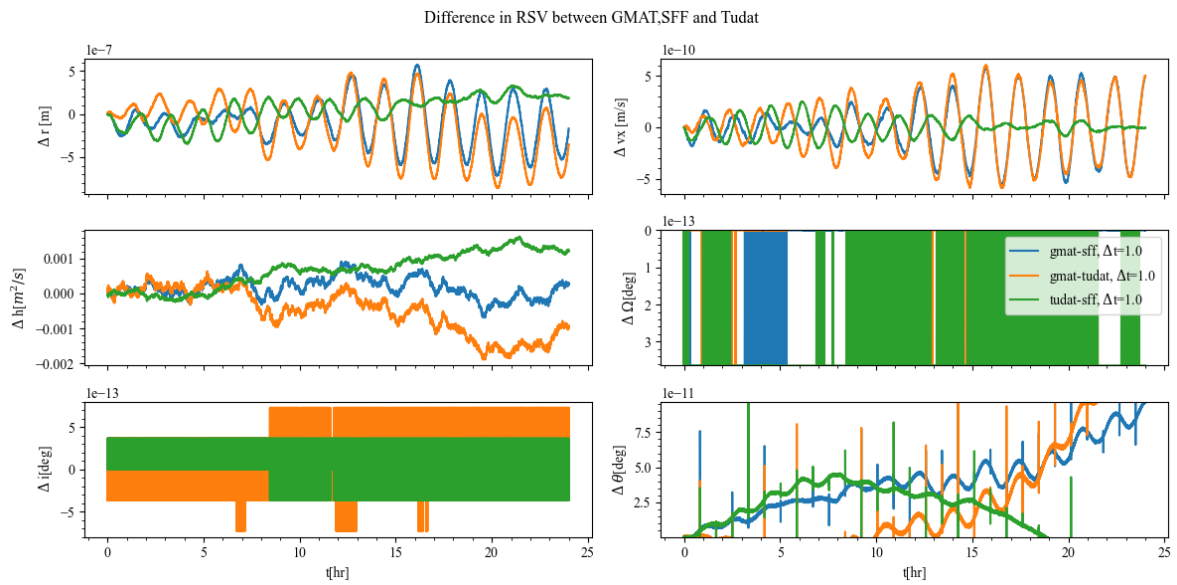 Difference in RSV between GMAT,SFF and Tudat
1e−7
5
0
−5
Δ r [m]
1e−10
5
0
−5
Δ vx [m/s]
0.001
0.000
−0.001
−0.002
Δ h[m²/s]
1e−13
0
1
2
3
Δ Ω[deg]
gmat-sff, Δt=1.0
gmat-tudat, Δt=1.0
tudat-sff, Δt=1.0
1e−13
5
0
−5
Δ i[deg]
0
5
10
15
20
25
t[hr]
1e−11
7.5
5.0
2.5
Δ θ[deg]
0
5
10
15
20
25
t[hr]